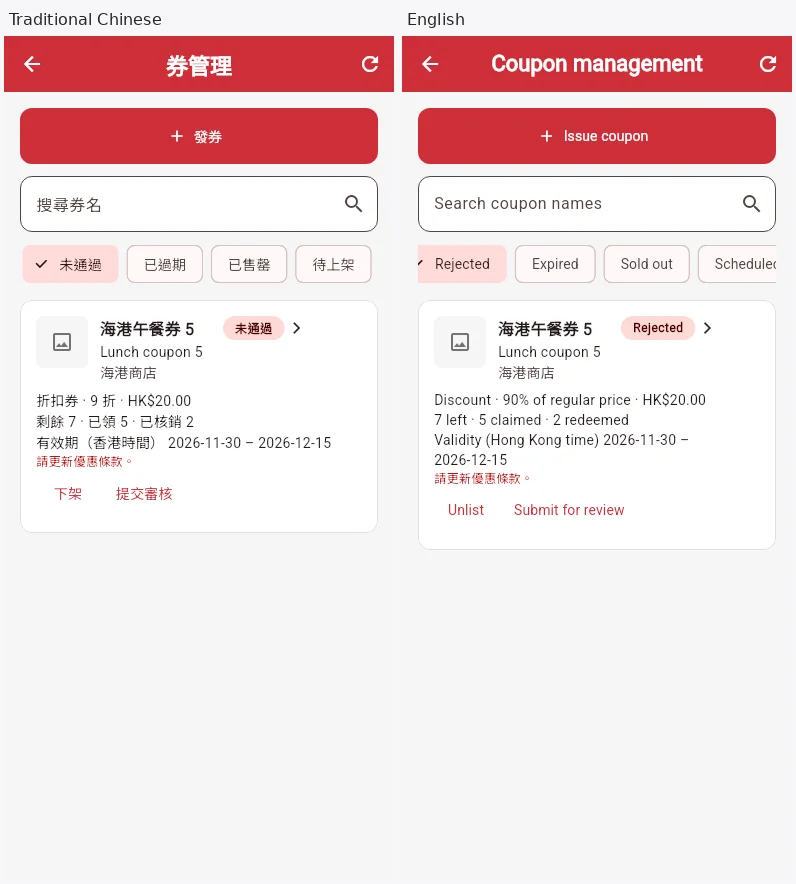 Traditional Chinese
券管理
發券
搜尋券名
未通過
已過期
已售罄
待上架
海港午餐券 5
未通過
Lunch coupon 5
海港商店
折扣券 · 9 折 · HK$20.00
剩餘 7 · 已領 5 · 已核銷 2
有效期（香港時間） 2026-11-30 – 2026-12-15
請更新優惠條款。
下架
提交審核
English
Coupon management
Issue coupon
Search coupon names
Rejected
Expired
Sold out
Scheduled
海港午餐券 5
Rejected
Lunch coupon 5
海港商店
Discount · 90% of regular price · HK$20.00
7 left · 5 claimed · 2 redeemed
Validity (Hong Kong time) 2026-11-30 –
2026-12-15
請更新優惠條款。
Unlist
Submit for review